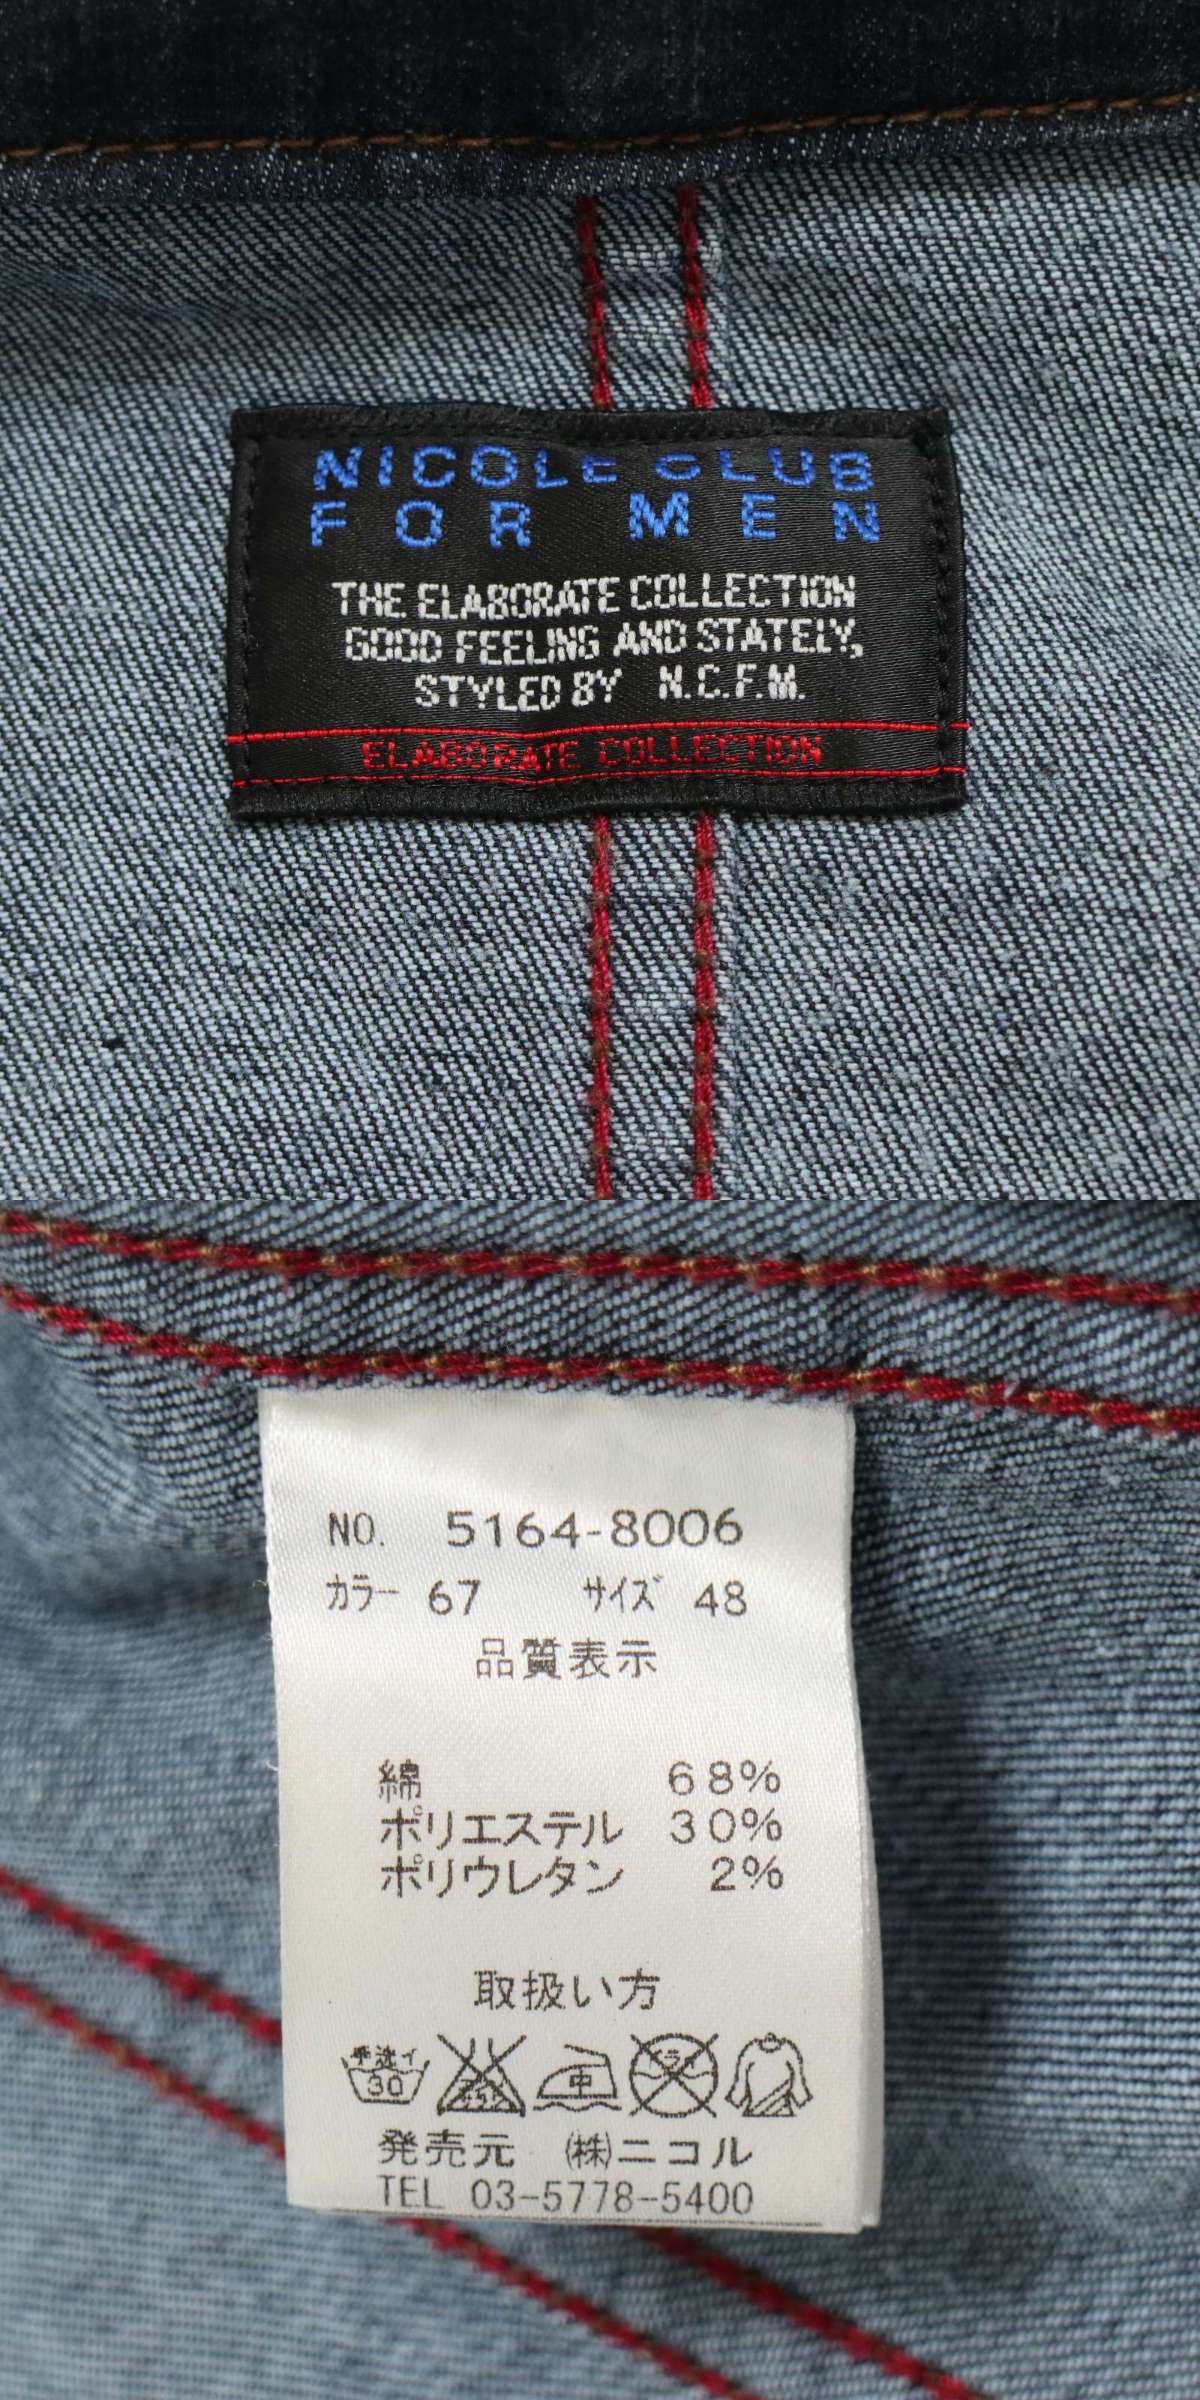 NICOLE CLUB
FOR MEN
THE ELABORATE COLLECTION
GOOD FEELING AND STATELY,
STYLED BY N.C.F.M.
ELABORATE COLLECTION
NO. 5164-8006
カラー 67 サイズ 48
品質表示
綿 68%
ポリエステル 30%
ポリウレタン 2%
取扱い方
手洗イ
30
中
発売元 ㈱ニコル
TEL 03-5778-5400